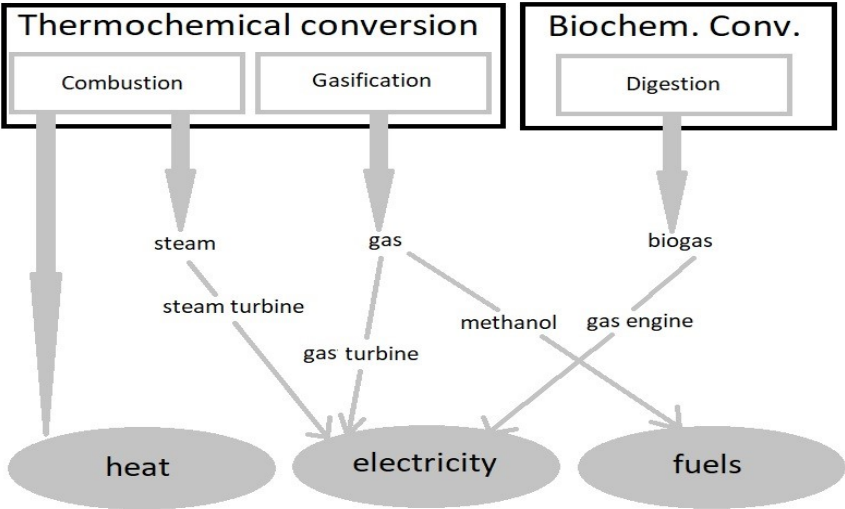 Thermochemical conversion
Biochem. Conv.
Combustion
Gasification
Digestion
steam
gas
biogas
steam turbine
gas turbine
methanol
gas engine
heat
electricity
fuels